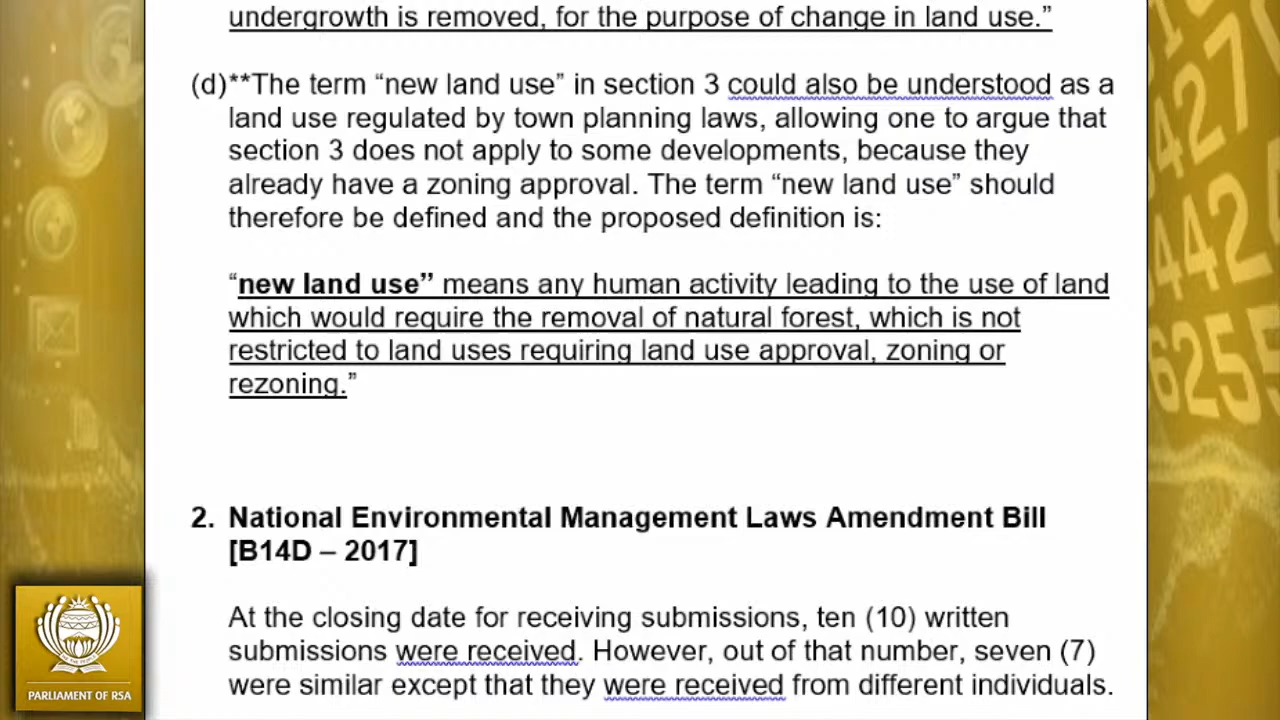 undergrowth is removed, for the purpose of change in land use.”
(d)**The term “new land use” in section 3 could also be understood as a
land use regulated by town planning laws, allowing one to argue that
section 3 does not apply to some developments, because they
already have a zoning approval. The term “new land use” should
therefore be defined and the proposed definition is:
“new land use” means any human activity leading to the use of land
which would require the removal of natural forest, which is not
restricted to land uses requiring land use approval, zoning or
rezoning.”
2. National Environmental Management Laws Amendment Bill
[B14D – 2017]
At the closing date for receiving submissions, ten (10) written
submissions were received. However, out of that number, seven (7)
were similar except that they were received from different individuals.
PARLIAMENT OF RSA
427
442
6255